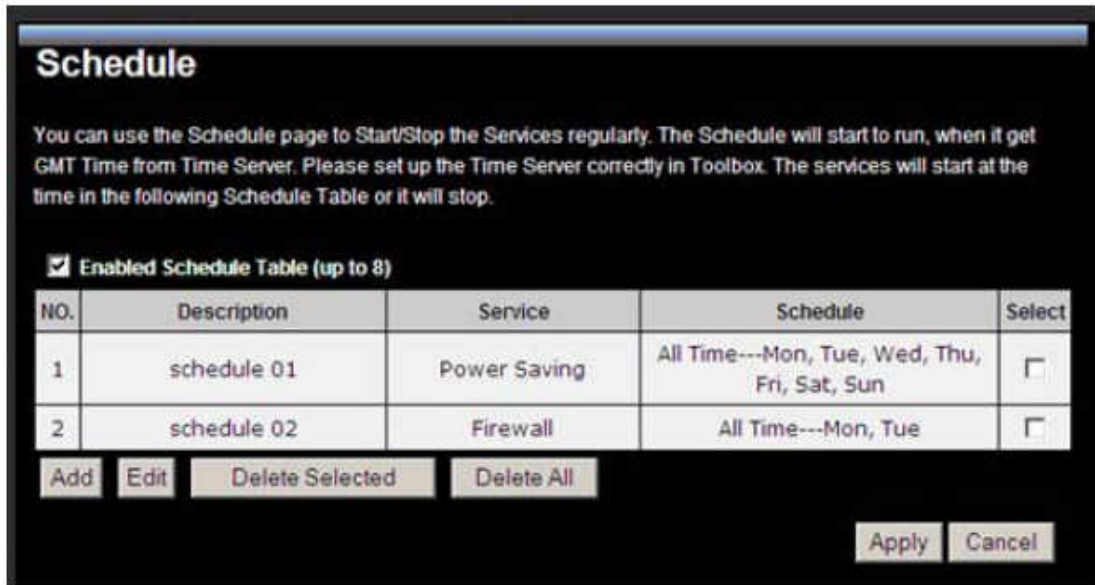 Schedule
You can use the Schedule page to Start/Stop the Services regularly. The Schedule will start to run, when it get
GMT Time from Time Server. Please set up the Time Server correctly in Toolbox. The services will start at the
time in the following Schedule Table or it will stop.
Enabled Schedule Table (up to 8)
NO. Description Service Schedule Select
1 schedule 01 Power Saving All Time---Mon, Tue, Wed, Thu,
Fri, Sat, Sun
2 schedule 02 Firewall All Time---Mon, Tue
Add Edit Delete Selected Delete All
Apply Cancel